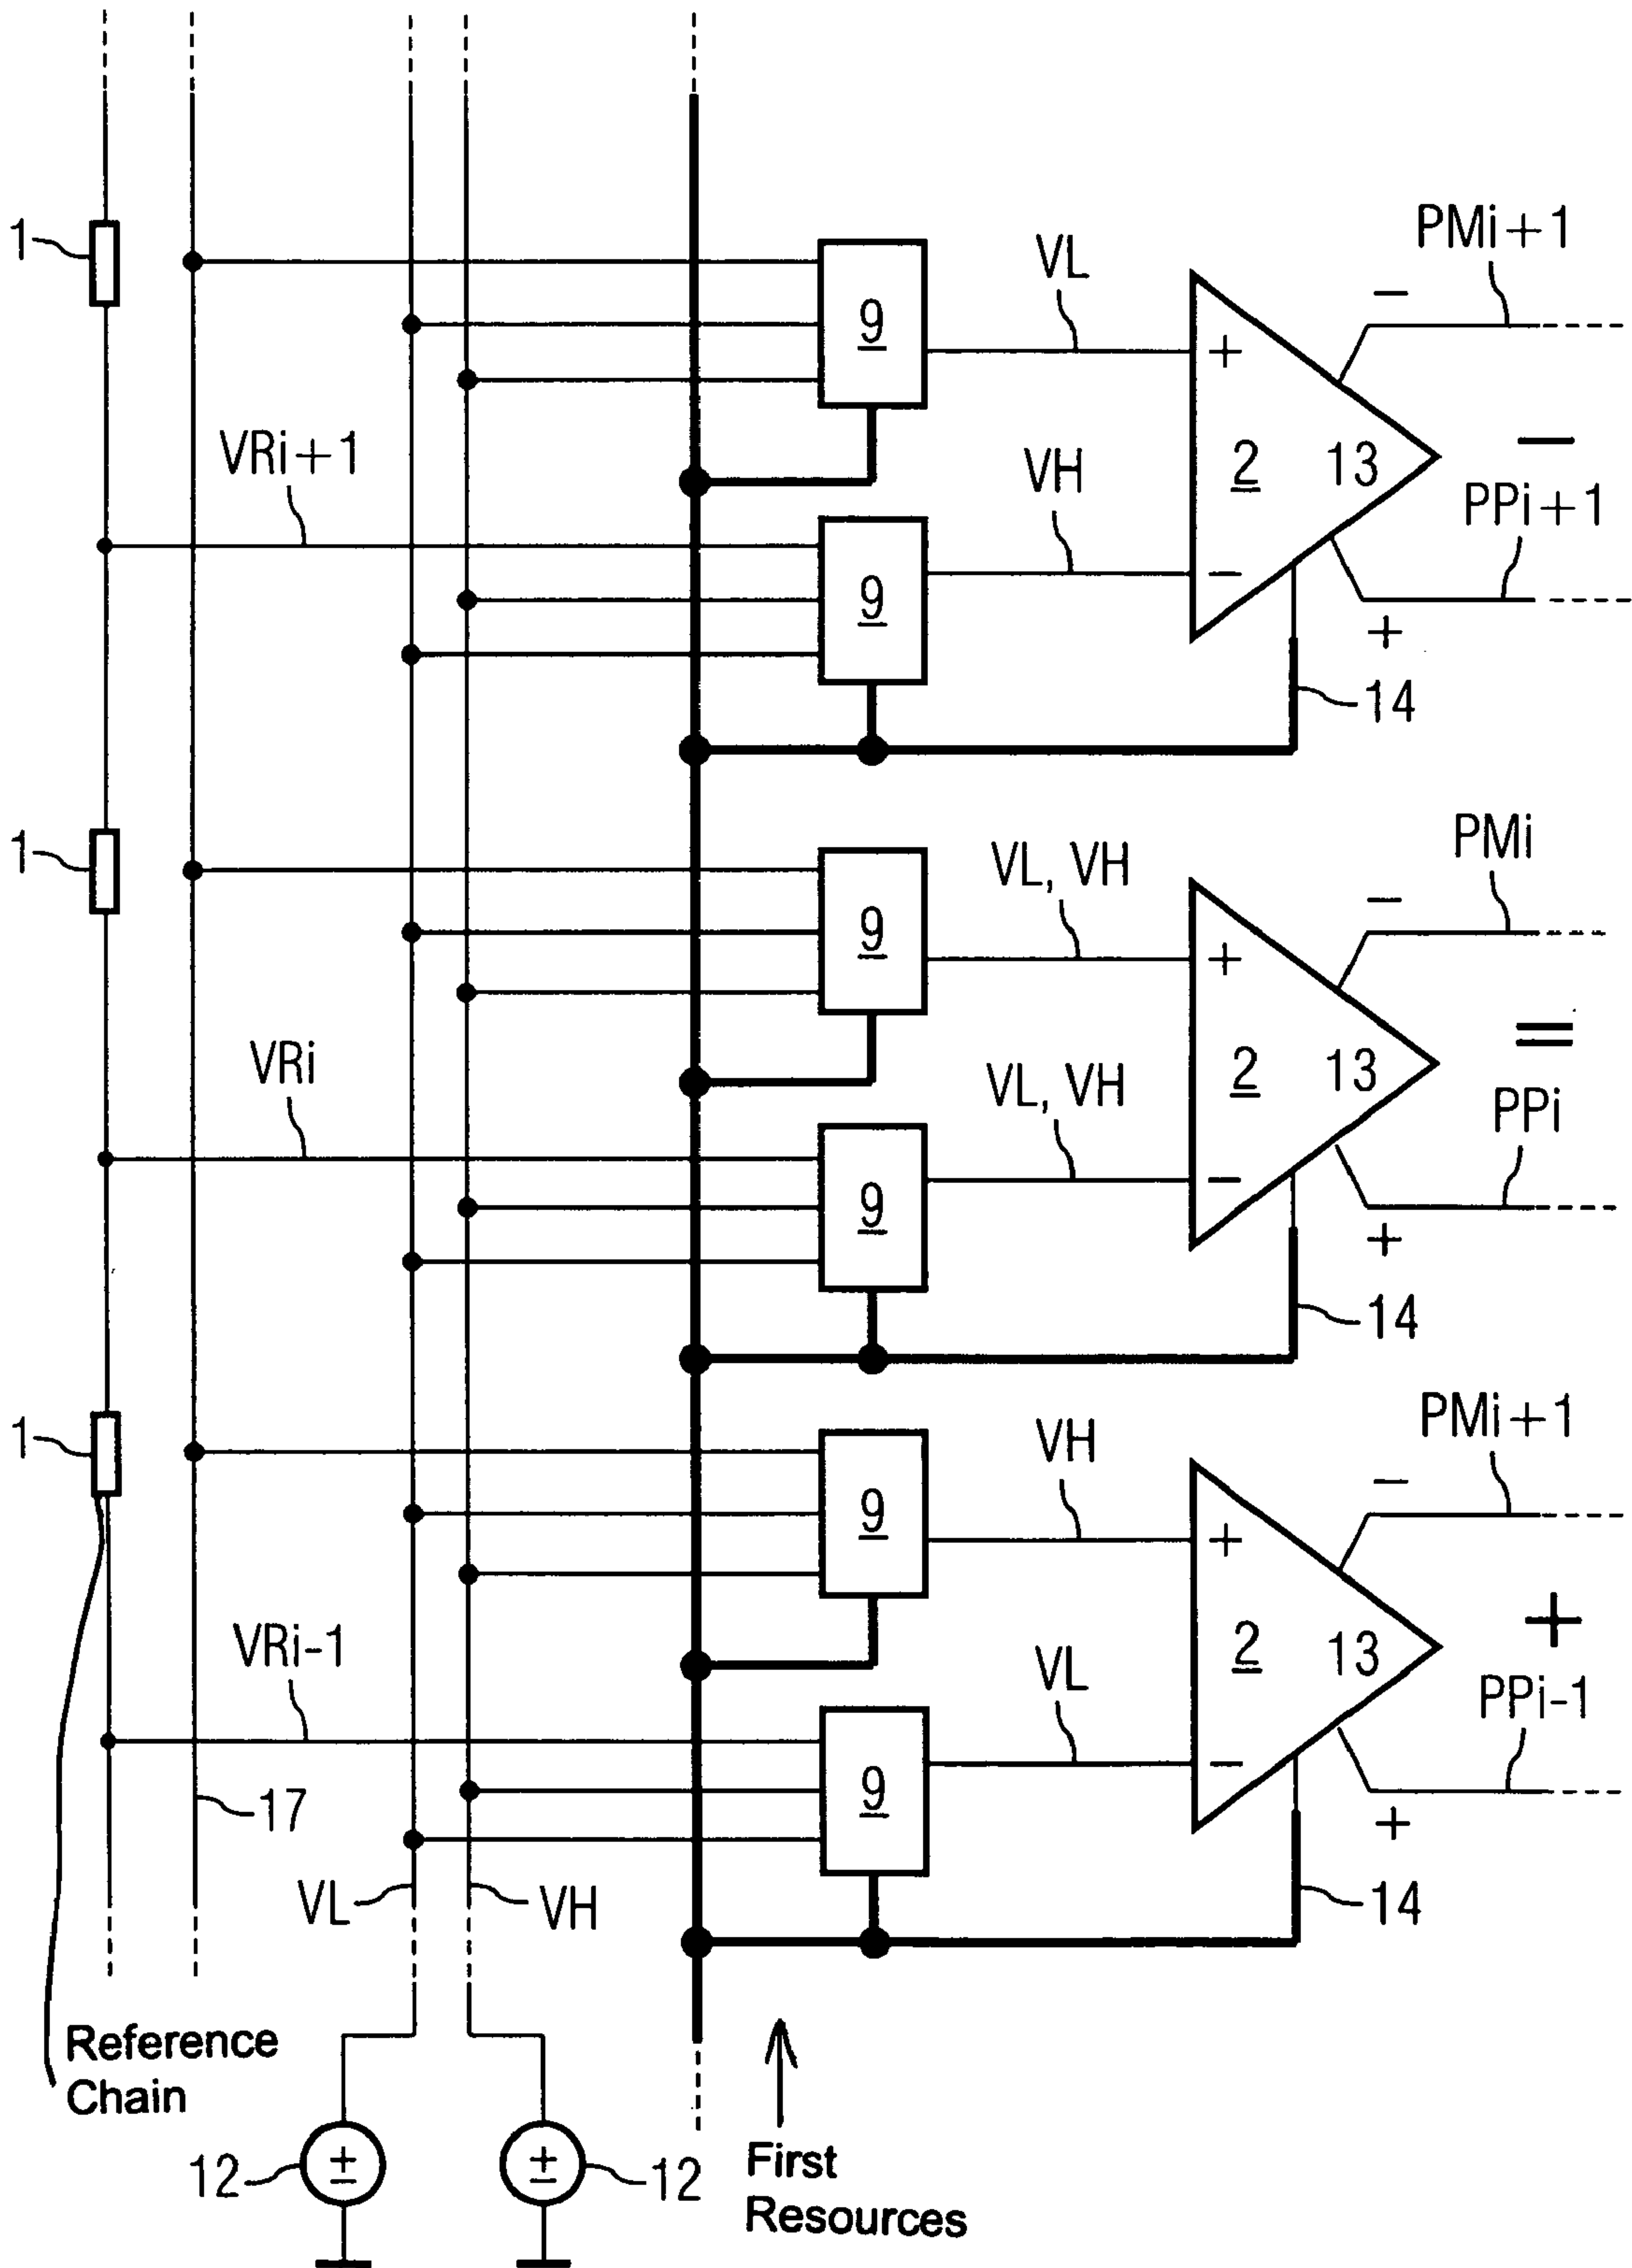 PMi+1
1
VL
−
9
+
VRi+1
VH
2
13
−
PPi+1
9
−
+
14
PMi
1
VL, VH
−
9
+
VRi
VL, VH
2
13
=
PPi
9
−
+
14
PMi+1
1
VH
−
9
+
VRi-1
VL
2
13
+
PPi-1
9
−
17
+
VL
VH
14
Reference
Chain
12
±
±
12
First
Resources